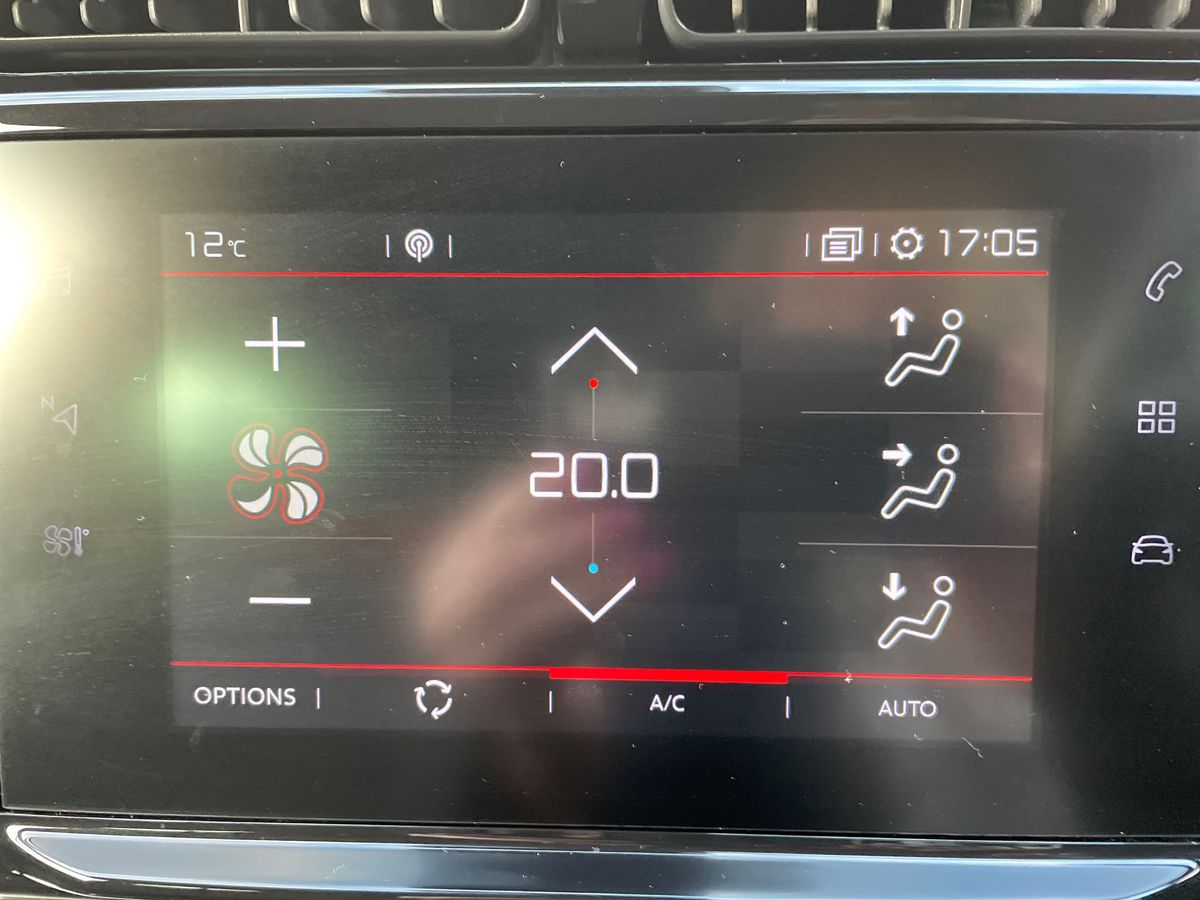 12°C 17:05
N
20.0
OPTIONS | A/C | AUTO